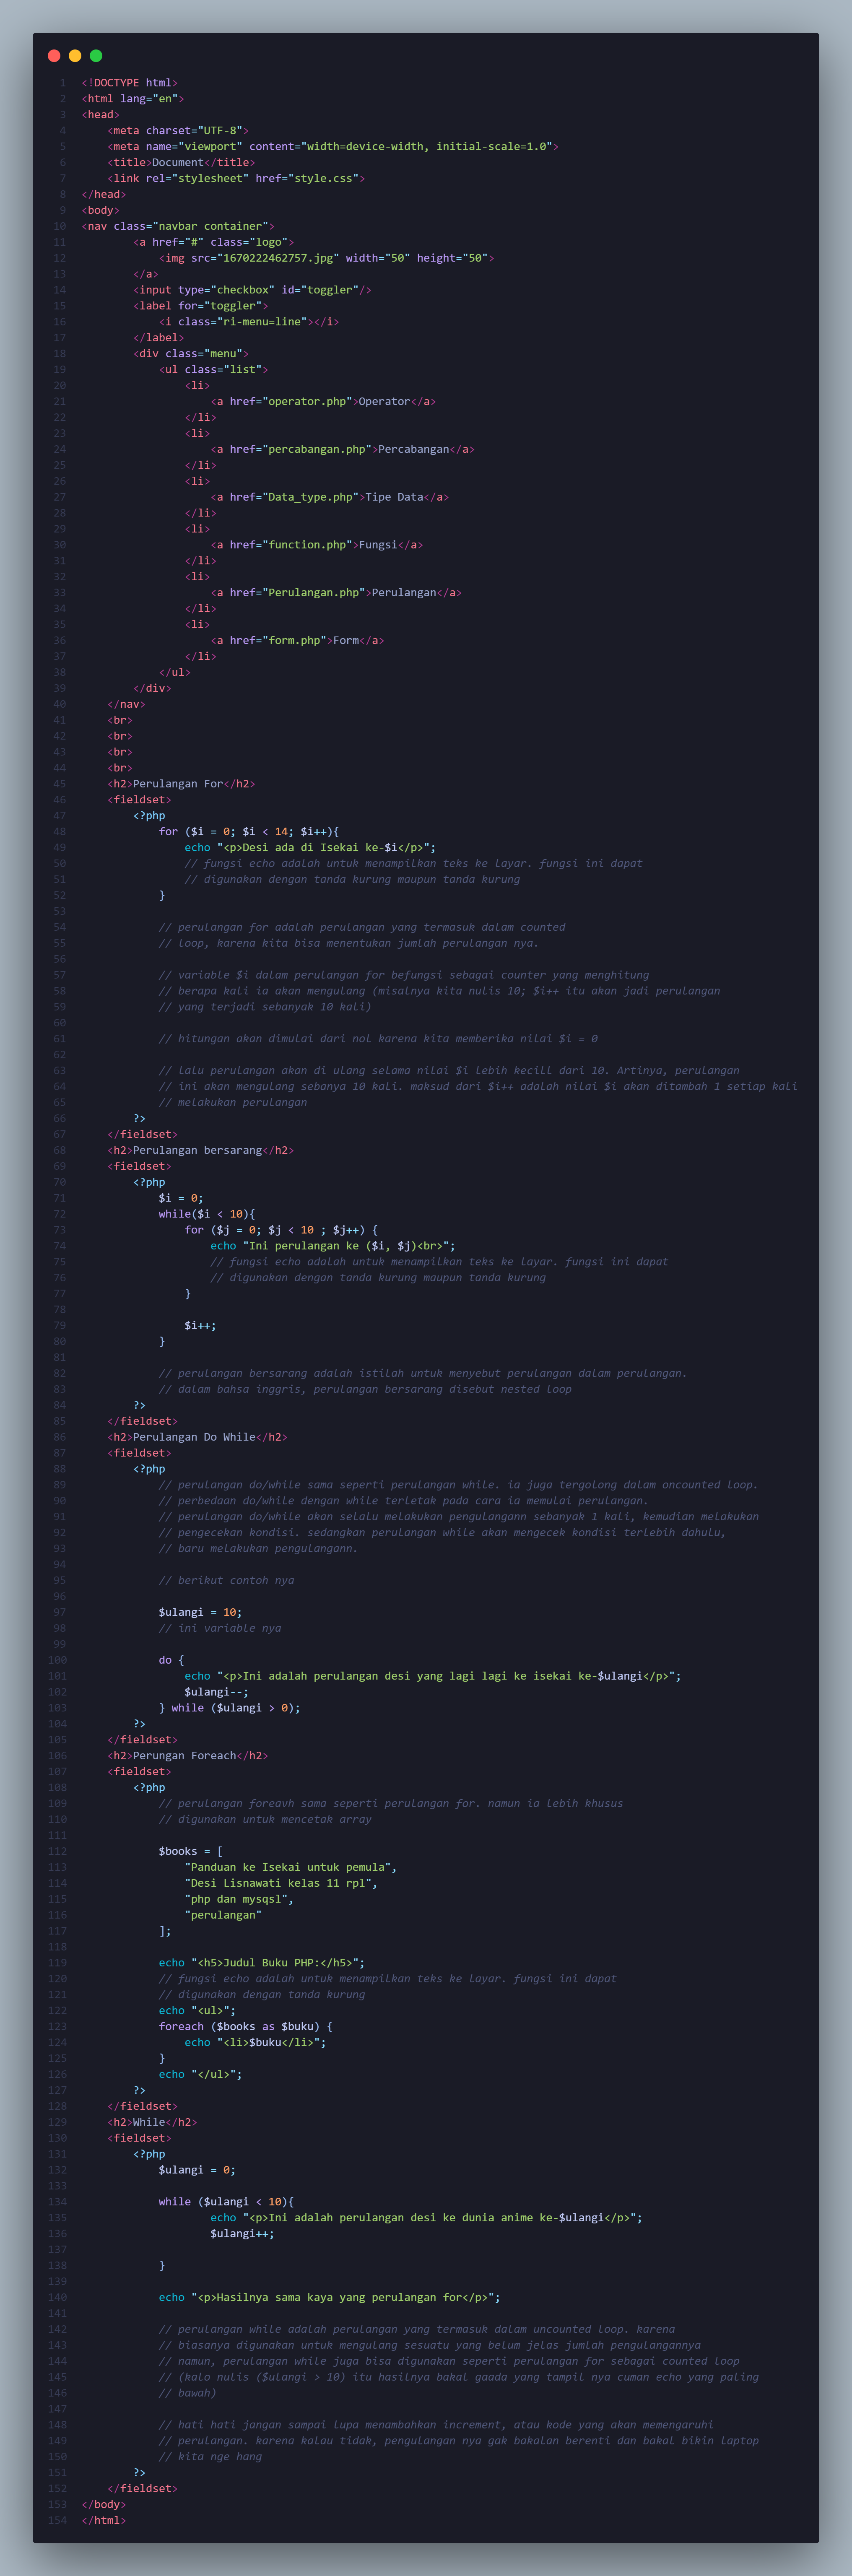 1 <!DOCTYPE html>
2 <html lang="en">
3 <head>
4     <meta charset="UTF-8">
5     <meta name="viewport" content="width=device-width, initial-scale=1.0">
6     <title>Document</title>
7     <link rel="stylesheet" href="style.css">
8 </head>
9 <body>
10 <nav class="navbar container">
11         <a href="#" class="logo">
12             <img src="1670222462757.jpg" width="50" height="50">
13         </a>
14         <input type="checkbox" id="toggler"/>
15         <label for="toggler">
16             <i class="ri-menu=line"></i>
17         </label>
18         <div class="menu">
19             <ul class="list">
20                 <li>
21                     <a href="operator.php">Operator</a>
22                 </li>
23                 <li>
24                     <a href="percabangan.php">Percabangan</a>
25                 </li>
26                 <li>
27                     <a href="Data_type.php">Tipe Data</a>
28                 </li>
29                 <li>
30                     <a href="function.php">Fungsi</a>
31                 </li>
32                 <li>
33                     <a href="Perulangan.php">Perulangan</a>
34                 </li>
35                 <li>
36                     <a href="form.php">Form</a>
37                 </li>
38             </ul>
39         </div>
40     </nav>
41     <br>
42     <br>
43     <br>
44     <br>
45     <h2>Perulangan For</h2>
46     <fieldset>
47         <?php
48             for ($i = 0; $i < 14; $i++){
49                 echo "<p>Desi ada di Isekai ke-$i</p>";
50                 // fungsi echo adalah untuk menampilkan teks ke layar. fungsi ini dapat
51                 // digunakan dengan tanda kurung maupun tanda kurung
52             }
53
54             // perulangan for adalah perulangan yang termasuk dalam counted
55             // loop, karena kita bisa menentukan jumlah perulangan nya.
56
57             // variable $i dalam perulangan for befungsi sebagai counter yang menghitung
58             // berapa kali ia akan mengulang (misalnya kita nulis 10; $i++ itu akan jadi perulangan
59             // yang terjadi sebanyak 10 kali)
60
61             // hitungan akan dimulai dari nol karena kita memberika nilai $i = 0
62
63             // lalu perulangan akan di ulang selama nilai $i lebih kecill dari 10. Artinya, perulangan
64             // ini akan mengulang sebanya 10 kali. maksud dari $i++ adalah nilai $i akan ditambah 1 setiap kali
65             // melakukan perulangan
66         ?>
67     </fieldset>
68     <h2>Perulangan bersarang</h2>
69     <fieldset>
70         <?php
71             $i = 0;
72             while($i < 10){
73                 for ($j = 0; $j < 10 ; $j++) {
74                     echo "Ini perulangan ke ($i, $j)<br>";
75                     // fungsi echo adalah untuk menampilkan teks ke layar. fungsi ini dapat
76                     // digunakan dengan tanda kurung maupun tanda kurung
77                 }
78
79                 $i++;
80             }
81
82             // perulangan bersarang adalah istilah untuk menyebut perulangan dalam perulangan.
83             // dalam bahsa inggris, perulangan bersarang disebut nested loop
84         ?>
85     </fieldset>
86     <h2>Perulangan Do While</h2>
87     <fieldset>
88         <?php
89             // perulangan do/while sama seperti perulangan while. ia juga tergolong dalam oncounted loop.
90             // perbedaan do/while dengan while terletak pada cara ia memulai perulangan.
91             // perulangan do/while akan selalu melakukan pengulangann sebanyak 1 kali, kemudian melakukan
92             // pengecekan kondisi. sedangkan perulangan while akan mengecek kondisi terlebih dahulu,
93             // baru melakukan pengulangann.
94
95             // berikut contoh nya
96
97             $ulangi = 10;
98             // ini variable nya
99
100             do {
101                 echo "<p>Ini adalah perulangan desi yang lagi lagi ke isekai ke-$ulangi</p>";
102                 $ulangi--;
103             } while ($ulangi > 0);
104         ?>
105     </fieldset>
106     <h2>Perungan Foreach</h2>
107     <fieldset>
108         <?php
109             // perulangan foreavh sama seperti perulangan for. namun ia lebih khusus
110             // digunakan untuk mencetak array
111
112             $books = [
113                 "Panduan ke Isekai untuk pemula",
114                 "Desi Lisnawati kelas 11 rpl",
115                 "php dan mysqsl",
116                 "perulangan"
117             ];
118
119             echo "<h5>Judul Buku PHP:</h5>";
120             // fungsi echo adalah untuk menampilkan teks ke layar. fungsi ini dapat
121             // digunakan dengan tanda kurung
122             echo "<ul>";
123             foreach ($books as $buku) {
124                 echo "<li>$buku</li>";
125             }
126             echo "</ul>";
127         ?>
128     </fieldset>
129     <h2>While</h2>
130     <fieldset>
131         <?php
132             $ulangi = 0;
133
134             while ($ulangi < 10){
135                     echo "<p>Ini adalah perulangan desi ke dunia anime ke-$ulangi</p>";
136                     $ulangi++;
137
138             }
139
140             echo "<p>Hasilnya sama kaya yang perulangan for</p>";
141
142             // perulangan while adalah perulangan yang termasuk dalam uncounted loop. karena
143             // biasanya digunakan untuk mengulang sesuatu yang belum jelas jumlah pengulangannya
144             // namun, perulangan while juga bisa digunakan seperti perulangan for sebagai counted loop
145             // (kalo nulis ($ulangi > 10) itu hasilnya bakal gaada yang tampil nya cuman echo yang paling
146             // bawah)
147
148             // hati hati jangan sampai lupa menambahkan increment, atau kode yang akan memengaruhi
149             // perulangan. karena kalau tidak, pengulangan nya gak bakalan berenti dan bakal bikin laptop
150             // kita nge hang
151         ?>
152     </fieldset>
153 </body>
154 </html>